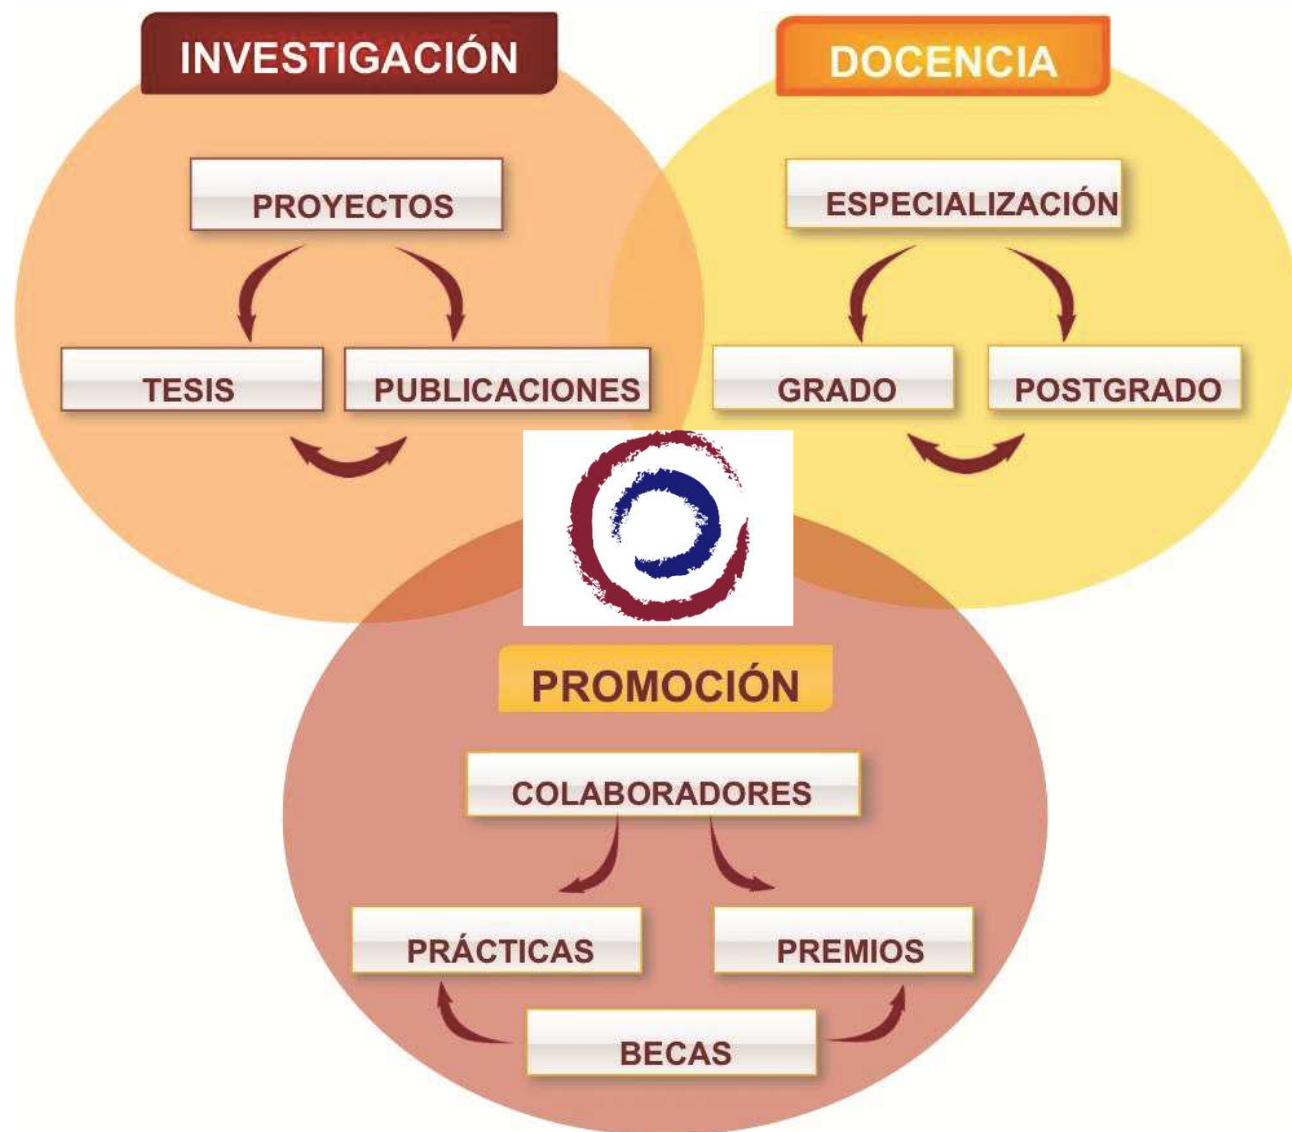 INVESTIGACIÓN
PROYECTOS
TESIS
PUBLICACIONES
DOCENCIA
ESPECIALIZACIÓN
GRADO
POSTGRADO
PROMOCIÓN
COLABORADORES
PRÁCTICAS
PREMIOS
BECAS